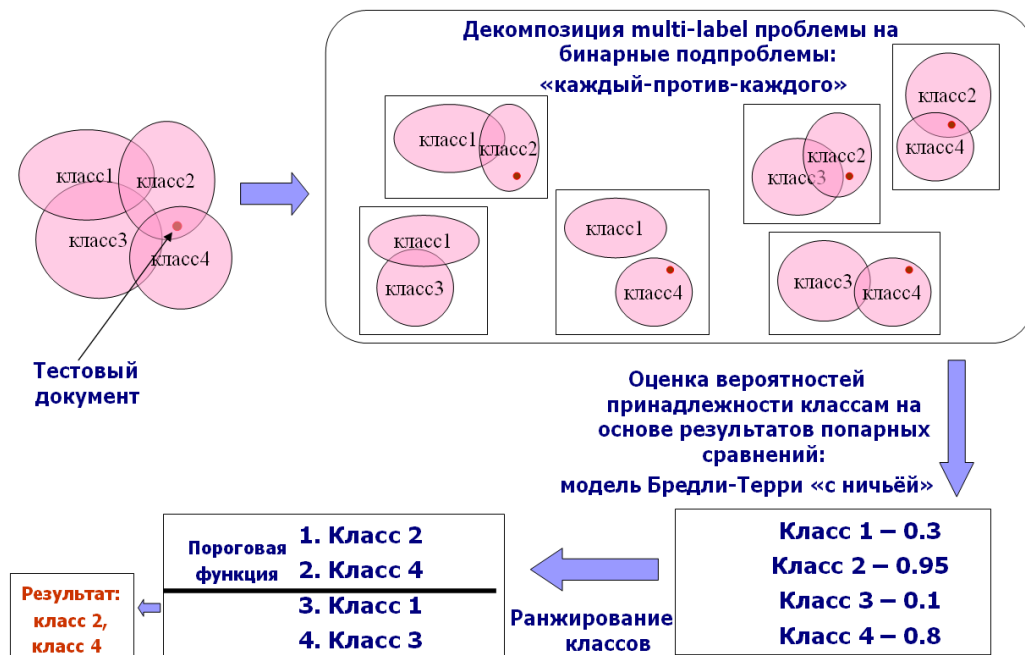 Декомпозиция multi-label проблемы на
бинарные подпроблемы:
«каждый-против-каждого»
класс1
класс2
класс3
класс4
Тестовый
документ
класс1
класс2
класс2
класс3
класс2
класс4
класс1
класс3
класс1
класс4
класс3
класс4
Оценка вероятностей
принадлежности классам на
основе результатов попарных
сравнений:
модель Бредли-Терри «с ничьёй»
Класс 1 – 0.3
Класс 2 – 0.95
Класс 3 – 0.1
Класс 4 – 0.8
Ранжирование
классов
Пороговая
функция
1. Класс 2
2. Класс 4
3. Класс 1
4. Класс 3
Результат:
класс 2,
класс 4